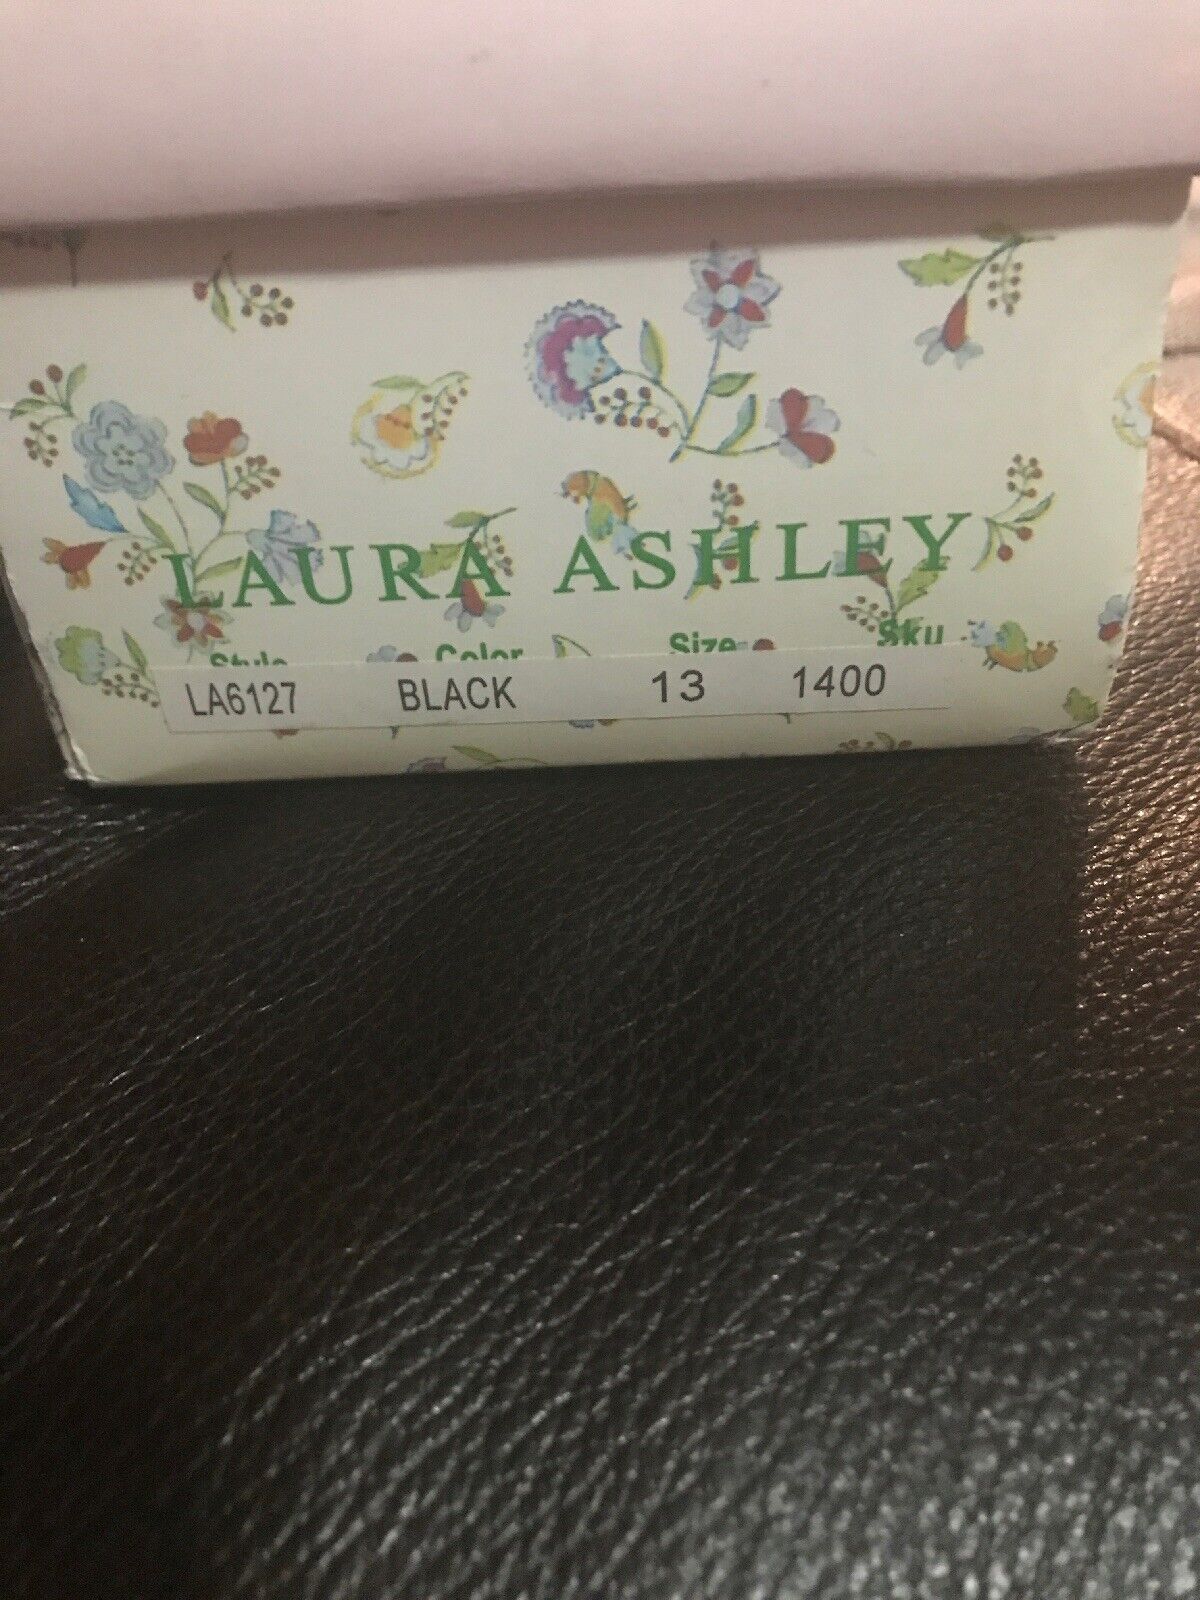 LAURA ASHLEY
Style Color Size Sku
LA6127 BLACK 13 1400